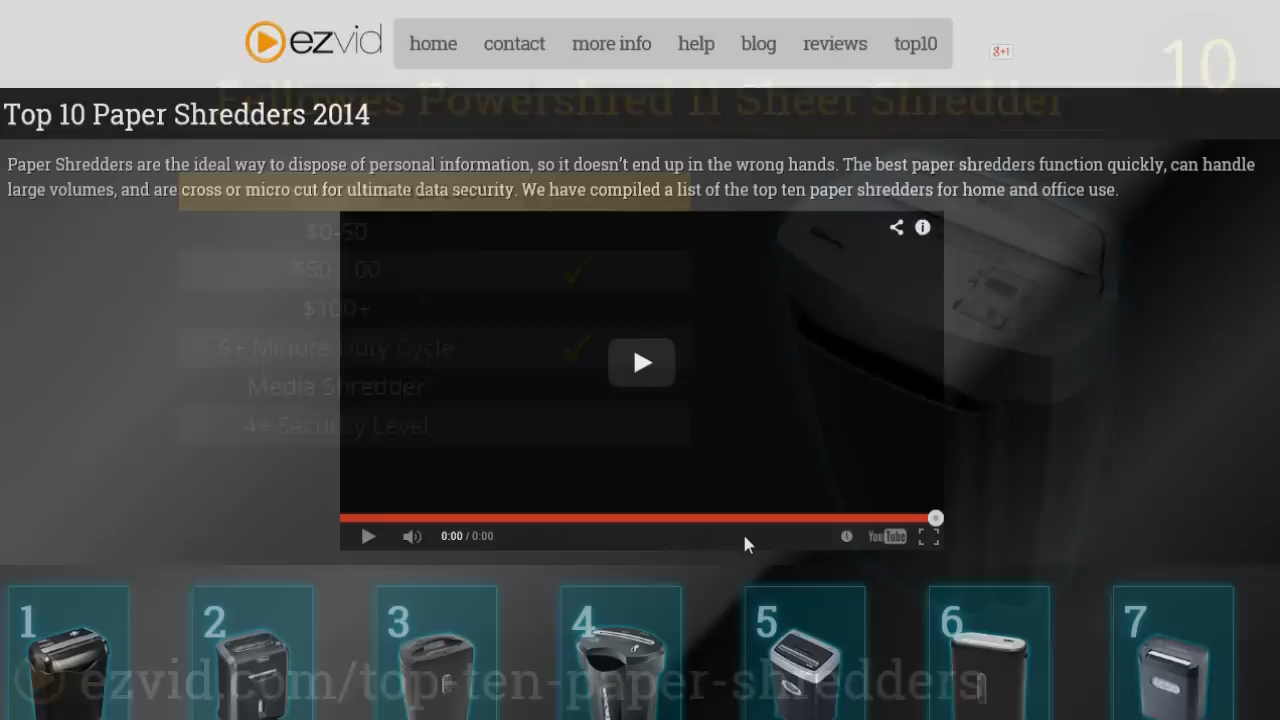 ezvid
home contact more info help blog reviews top10
g+1
10
Fellowes Powershred 11 Sheet Shredder
Top 10 Paper Shredders 2014
Paper Shredders are the ideal way to dispose of personal information, so it doesn't end up in the wrong hands. The best paper shredders function quickly, can handle
large volumes, and are cross or micro cut for ultimate data security. We have compiled a list of the top ten paper shredders for home and office use.
$0-50
$100+
5+ Minute Duty Cycle
Media Shredder
4+ Security Level
0:00 / 0:00
YouTube
1 2 3 4 5 6 7
ezvid.com/top-ten-paper-shredders